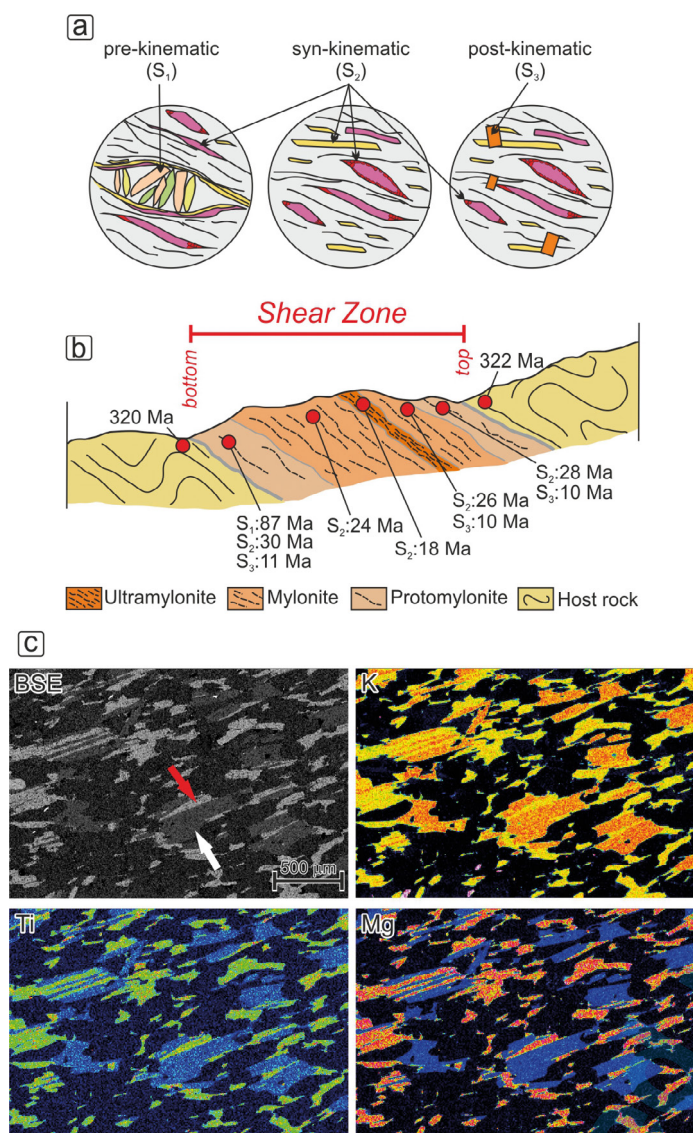 a
pre-kinematic
(S₁)
syn-kinematic
(S₂)
post-kinematic
(S₃)
b
Shear Zone
bottom
top
320 Ma
322 Ma
S₁:87 Ma
S₂:30 Ma
S₃:11 Ma
S₂:24 Ma
S₂:18 Ma
S₂:26 Ma
S₃:10 Ma
S₂:28 Ma
S₃:10 Ma
Ultramylonite
Mylonite
Protomylonite
Host rock
c
BSE
500 µm
K
Ti
Mg